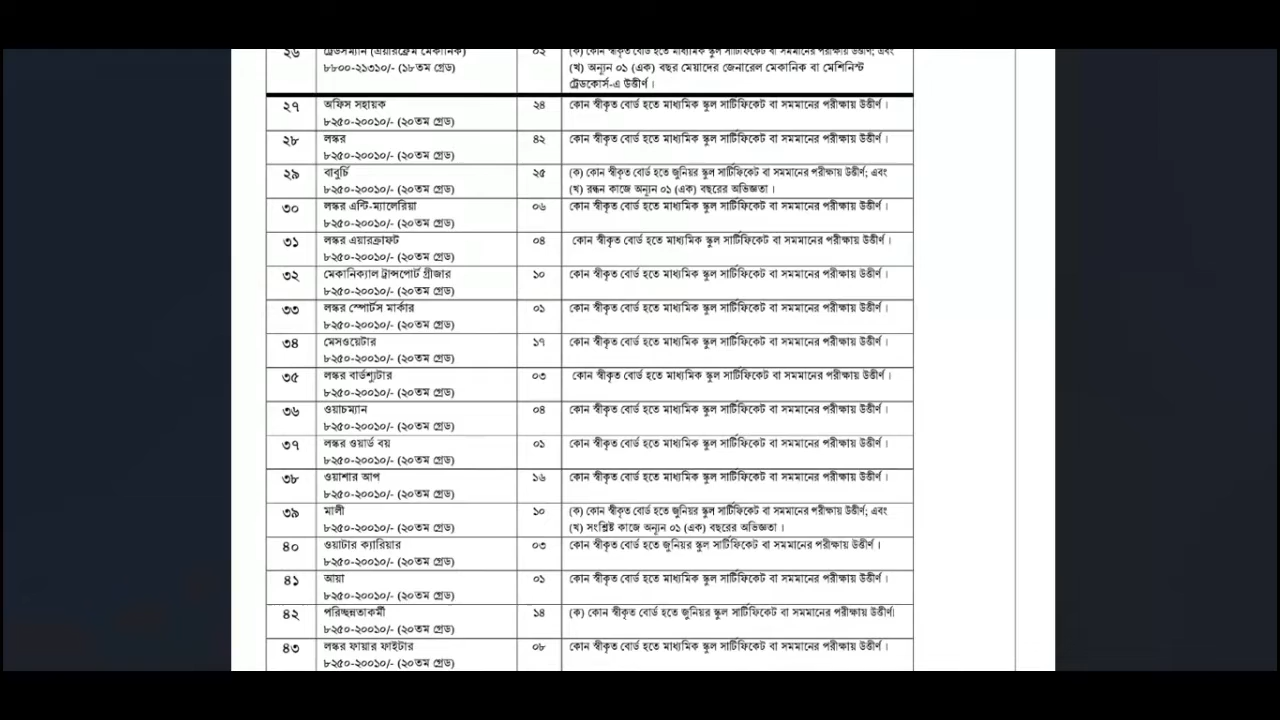 ২৬ ট্রেডসম্যান (এয়ারফ্রেম মেকানিক) ০২ (ক) কোন স্বীকৃত বোর্ড হতে মাধ্যমিক স্কুল সার্টিফিকেট বা সমমানের পরীক্ষায় উত্তীর্ণ; এবং
৮৮০০-২১৩১০/- (১৮তম গ্রেড) (খ) অন্যূন ০১ (এক) বছর মেয়াদের জেনারেল মেকানিক বা মেশিনিস্ট
ট্রেডকোর্স-এ উত্তীর্ণ।
২৭ অফিস সহায়ক ২৪ কোন স্বীকৃত বোর্ড হতে মাধ্যমিক স্কুল সার্টিফিকেট বা সমমানের পরীক্ষায় উত্তীর্ণ।
৮২৫০-২০০১০/- (২০তম গ্রেড)
২৮ লস্কর ৪২ কোন স্বীকৃত বোর্ড হতে মাধ্যমিক স্কুল সার্টিফিকেট বা সমমানের পরীক্ষায় উত্তীর্ণ।
৮২৫০-২০০১০/- (২০তম গ্রেড)
২৯ বাবুর্চি ২৫ (ক) কোন স্বীকৃত বোর্ড হতে জুনিয়র স্কুল সার্টিফিকেট বা সমমানের পরীক্ষায় উত্তীর্ণ; এবং
৮২৫০-২০০১০/- (২০তম গ্রেড) (খ) রন্ধন কাজে অন্যূন ০১ (এক) বছরের অভিজ্ঞতা।
৩০ লস্কর এন্টি-ম্যালেরিয়া ০৬ কোন স্বীকৃত বোর্ড হতে মাধ্যমিক স্কুল সার্টিফিকেট বা সমমানের পরীক্ষায় উত্তীর্ণ।
৮২৫০-২০০১০/- (২০তম গ্রেড)
৩১ লস্কর এয়ারক্রাফট ০৪ কোন স্বীকৃত বোর্ড হতে মাধ্যমিক স্কুল সার্টিফিকেট বা সমমানের পরীক্ষায় উত্তীর্ণ।
৮২৫০-২০০১০/- (২০তম গ্রেড)
৩২ মেকানিক্যাল ট্রান্সপোর্ট গ্রীজার ১০ কোন স্বীকৃত বোর্ড হতে মাধ্যমিক স্কুল সার্টিফিকেট বা সমমানের পরীক্ষায় উত্তীর্ণ।
৮২৫০-২০০১০/- (২০তম গ্রেড)
৩৩ লস্কর স্পোর্টস মার্কার ০১ কোন স্বীকৃত বোর্ড হতে মাধ্যমিক স্কুল সার্টিফিকেট বা সমমানের পরীক্ষায় উত্তীর্ণ।
৮২৫০-২০০১০/- (২০তম গ্রেড)
৩৪ মেসওয়েটার ১৭ কোন স্বীকৃত বোর্ড হতে মাধ্যমিক স্কুল সার্টিফিকেট বা সমমানের পরীক্ষায় উত্তীর্ণ।
৮২৫০-২০০১০/- (২০তম গ্রেড)
৩৫ লস্কর বার্ডশ্যুটার ০৩ কোন স্বীকৃত বোর্ড হতে মাধ্যমিক স্কুল সার্টিফিকেট বা সমমানের পরীক্ষায় উত্তীর্ণ।
৮২৫০-২০০১০/- (২০তম গ্রেড)
৩৬ ওয়াচম্যান ০৪ কোন স্বীকৃত বোর্ড হতে মাধ্যমিক স্কুল সার্টিফিকেট বা সমমানের পরীক্ষায় উত্তীর্ণ।
৮২৫০-২০০১০/- (২০তম গ্রেড)
৩৭ লস্কর ওয়ার্ড বয় ০১ কোন স্বীকৃত বোর্ড হতে মাধ্যমিক স্কুল সার্টিফিকেট বা সমমানের পরীক্ষায় উত্তীর্ণ।
৮২৫০-২০০১০/- (২০তম গ্রেড)
৩৮ ওয়াশার আপ ১৬ কোন স্বীকৃত বোর্ড হতে মাধ্যমিক স্কুল সার্টিফিকেট বা সমমানের পরীক্ষায় উত্তীর্ণ।
৮২৫০-২০০১০/- (২০তম গ্রেড)
৩৯ মালী ১০ (ক) কোন স্বীকৃত বোর্ড হতে জুনিয়র স্কুল সার্টিফিকেট বা সমমানের পরীক্ষায় উত্তীর্ণ; এবং
৮২৫০-২০০১০/- (২০তম গ্রেড) (খ) সংশ্লিষ্ট কাজে অন্যূন ০১ (এক) বছরের অভিজ্ঞতা।
৪০ ওয়াটার ক্যারিয়ার ০৩ কোন স্বীকৃত বোর্ড হতে জুনিয়র স্কুল সার্টিফিকেট বা সমমানের পরীক্ষায় উত্তীর্ণ।
৮২৫০-২০০১০/- (২০তম গ্রেড)
৪১ আয়া ০১ কোন স্বীকৃত বোর্ড হতে মাধ্যমিক স্কুল সার্টিফিকেট বা সমমানের পরীক্ষায় উত্তীর্ণ।
৮২৫০-২০০১০/- (২০তম গ্রেড)
৪২ পরিচ্ছন্নতাকর্মী ১৪ (ক) কোন স্বীকৃত বোর্ড হতে জুনিয়র স্কুল সার্টিফিকেট বা সমমানের পরীক্ষায় উত্তীর্ণ।
৮২৫০-২০০১০/- (২০তম গ্রেড)
৪৩ লস্কর ফায়ার ফাইটার ০৮ কোন স্বীকৃত বোর্ড হতে মাধ্যমিক স্কুল সার্টিফিকেট বা সমমানের পরীক্ষায় উত্তীর্ণ।
৮২৫০-২০০১০/- (২০তম গ্রেড)